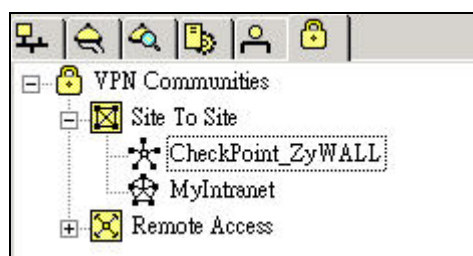 VPN Communities
Site To Site
CheckPoint_ZyWALL
MyIntranet
Remote Access